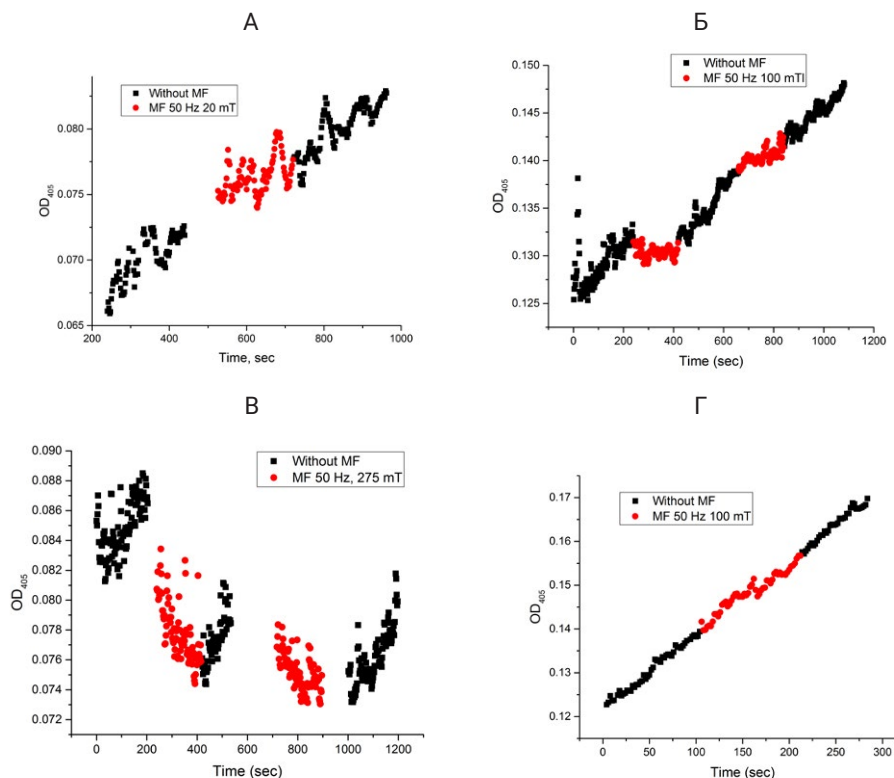 А
Without MF
MF 50 Hz 20 mT
0.080
0.075
0.070
0.065
OD405
200
400
600
800
1000
Time, sec
Б
Without MF
MF 50 Hz 100 mTl
0.150
0.145
0.140
0.135
0.130
0.125
OD405
0
200
400
600
800
1000
1200
Time (sec)
В
Without MF
MF 50 Hz, 275 mT
0.090
0.088
0.086
0.084
0.082
0.080
0.078
0.076
0.074
0.072
OD405
0
200
400
600
800
1000
1200
Time (sec)
Г
Without MF
MF 50 Hz 100 mT
0.17
0.16
0.15
0.14
0.13
0.12
OD405
0
50
100
150
200
250
300
Time (sec)